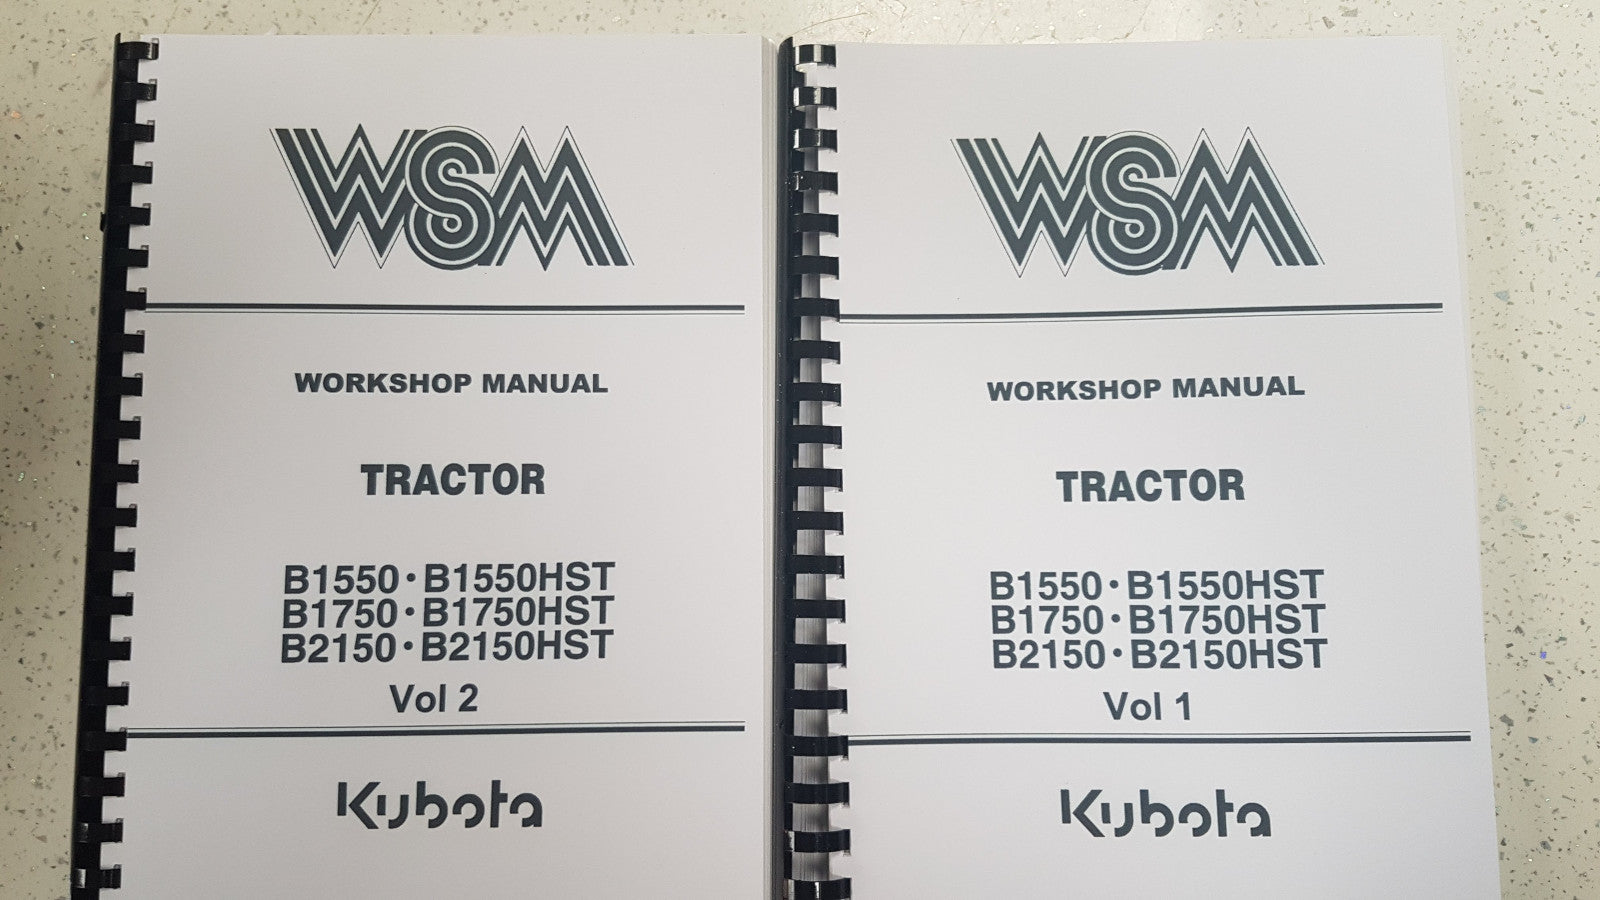 WSM
WORKSHOP MANUAL
TRACTOR
B1550・B1550HST
B1750・B1750HST
B2150・B2150HST
Vol 2
Kubota
WSM
WORKSHOP MANUAL
TRACTOR
B1550・B1550HST
B1750・B1750HST
B2150・B2150HST
Vol 1
Kubota